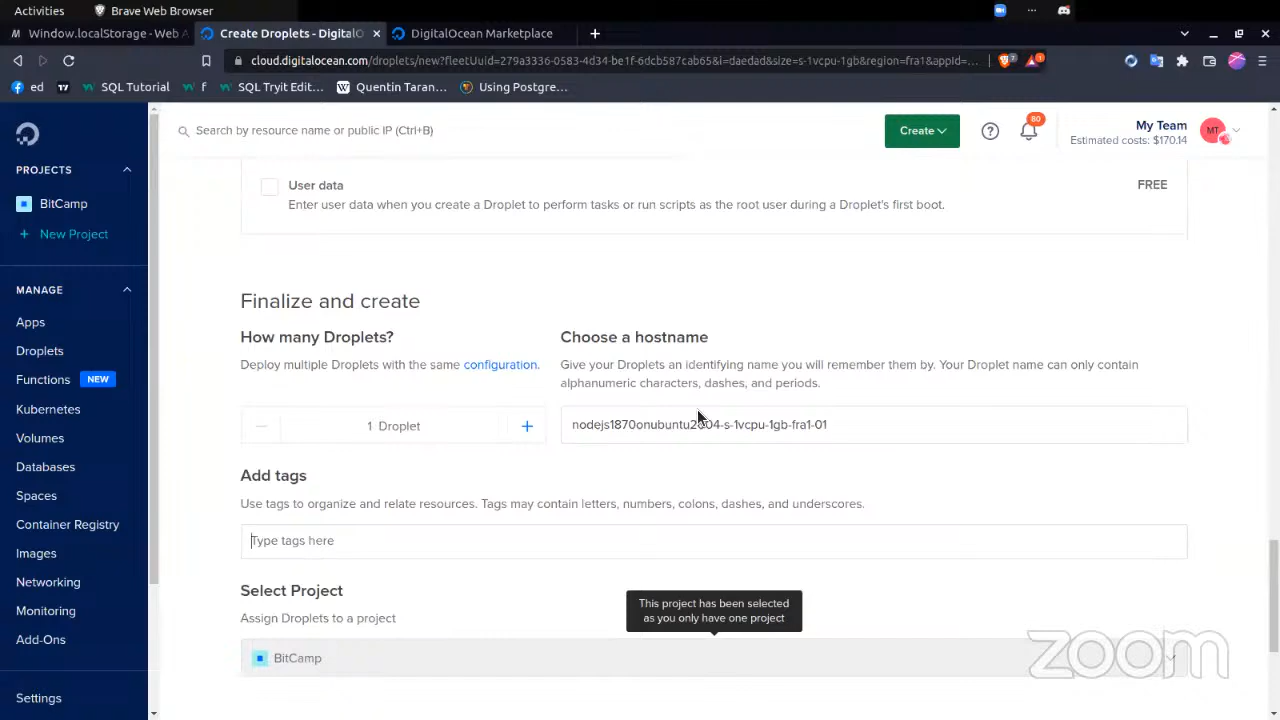 Activities
Brave Web Browser
Window.localStorage - Web A
Create Droplets - DigitalO
DigitalOcean Marketplace
cloud.digitalocean.com/droplets/new?fleetUuid=279a3336-0583-4d34-be1f-6dcb587cab65&i=daedad&size=s-1vcpu-1gb&region=fra1&appId=...
7
1
ed
SQL Tutorial
f
SQL Tryit Edit...
Quentin Taran...
Using Postgre...
Search by resource name or public IP (Ctrl+B)
Create
80
My Team
Estimated costs: $170.14
MT
PROJECTS
BitCamp
+ New Project
MANAGE
Apps
Droplets
Functions NEW
Kubernetes
Volumes
Databases
Spaces
Container Registry
Images
Networking
Monitoring
Add-Ons
Settings
User data
FREE
Enter user data when you create a Droplet to perform tasks or run scripts as the root user during a Droplet's first boot.
Finalize and create
How many Droplets?
Deploy multiple Droplets with the same configuration.
1 Droplet
Choose a hostname
Give your Droplets an identifying name you will remember them by. Your Droplet name can only contain
alphanumeric characters, dashes, and periods.
nodejs1870onubuntu2004-s-1vcpu-1gb-fra1-01
Add tags
Use tags to organize and relate resources. Tags may contain letters, numbers, colons, dashes, and underscores.
Type tags here
Select Project
Assign Droplets to a project
This project has been selected
as you only have one project
BitCamp
zoom